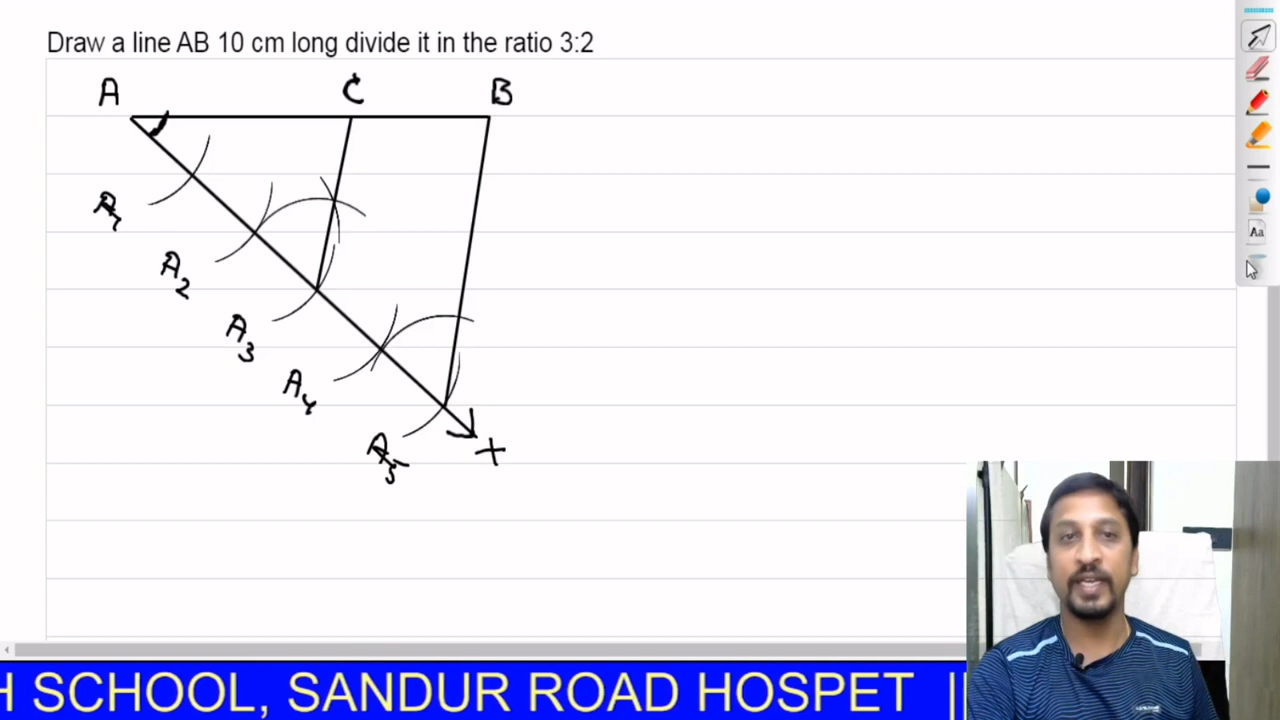 Draw a line AB 10 cm long divide it in the ratio 3:2
A C B
A1
A2
A3
A4
A5
X
Aa
H SCHOOL, SANDUR ROAD HOSPET ||